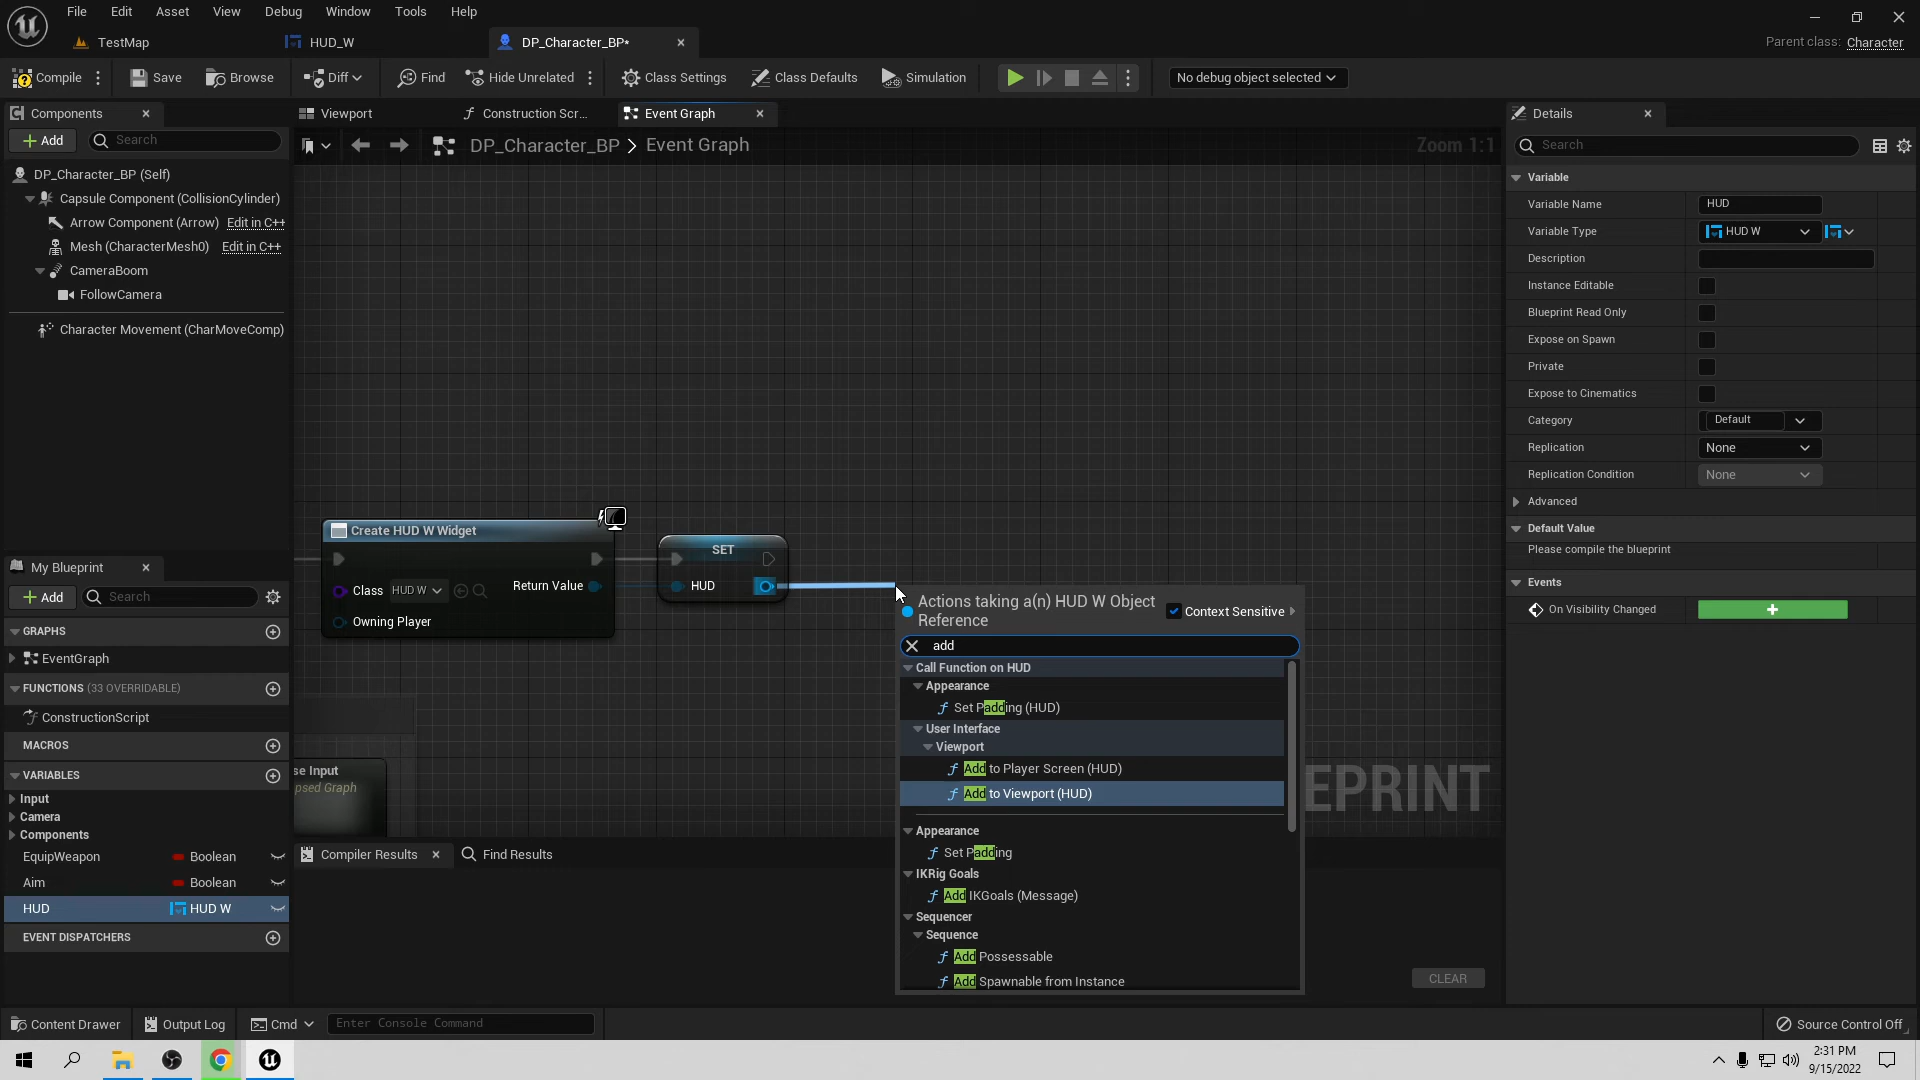 File Edit Asset View Debug Window Tools Help
TestMap HUD_W DP_Character_BP*
Parent class: Character
Compile Save Browse Diff Find Hide Unrelated Class Settings Class Defaults Simulation No debug object selected
Components
Add Search
DP_Character_BP (Self)
Capsule Component (CollisionCylinder)
Arrow Component (Arrow) Edit in C++
Mesh (CharacterMesh0) Edit in C++
CameraBoom
FollowCamera
Character Movement (CharMoveComp)
My Blueprint
Add Search
GRAPHS
EventGraph
FUNCTIONS (33 OVERRIDABLE)
ConstructionScript
MACROS
VARIABLES
Input
Camera
Components
EquipWeapon Boolean
Aim Boolean
HUD HUD W
EVENT DISPATCHERS
Viewport Construction Scr... Event Graph
DP_Character_BP > Event Graph
Zoom 1:1
Create HUD W Widget
Class HUD W Return Value
Owning Player
SET
HUD
se Input
psed Graph
EPRINT
Actions taking a(n) HUD W Object
Reference
Context Sensitive
add
Call Function on HUD
Appearance
Set Padding (HUD)
User Interface
Viewport
Add to Player Screen (HUD)
Add to Viewport (HUD)
Appearance
Set Padding
IKRig Goals
Add IKGoals (Message)
Sequencer
Sequence
Add Possessable
Add Spawnable from Instance
Compiler Results Find Results
CLEAR
Details
Search
Variable
Variable Name HUD
Variable Type HUD W
Description
Instance Editable
Blueprint Read Only
Expose on Spawn
Private
Expose to Cinematics
Category Default
Replication None
Replication Condition None
Advanced
Default Value
Please compile the blueprint
Events
On Visibility Changed
Content Drawer Output Log Cmd Enter Console Command Source Control Off
2:31 PM
9/15/2022